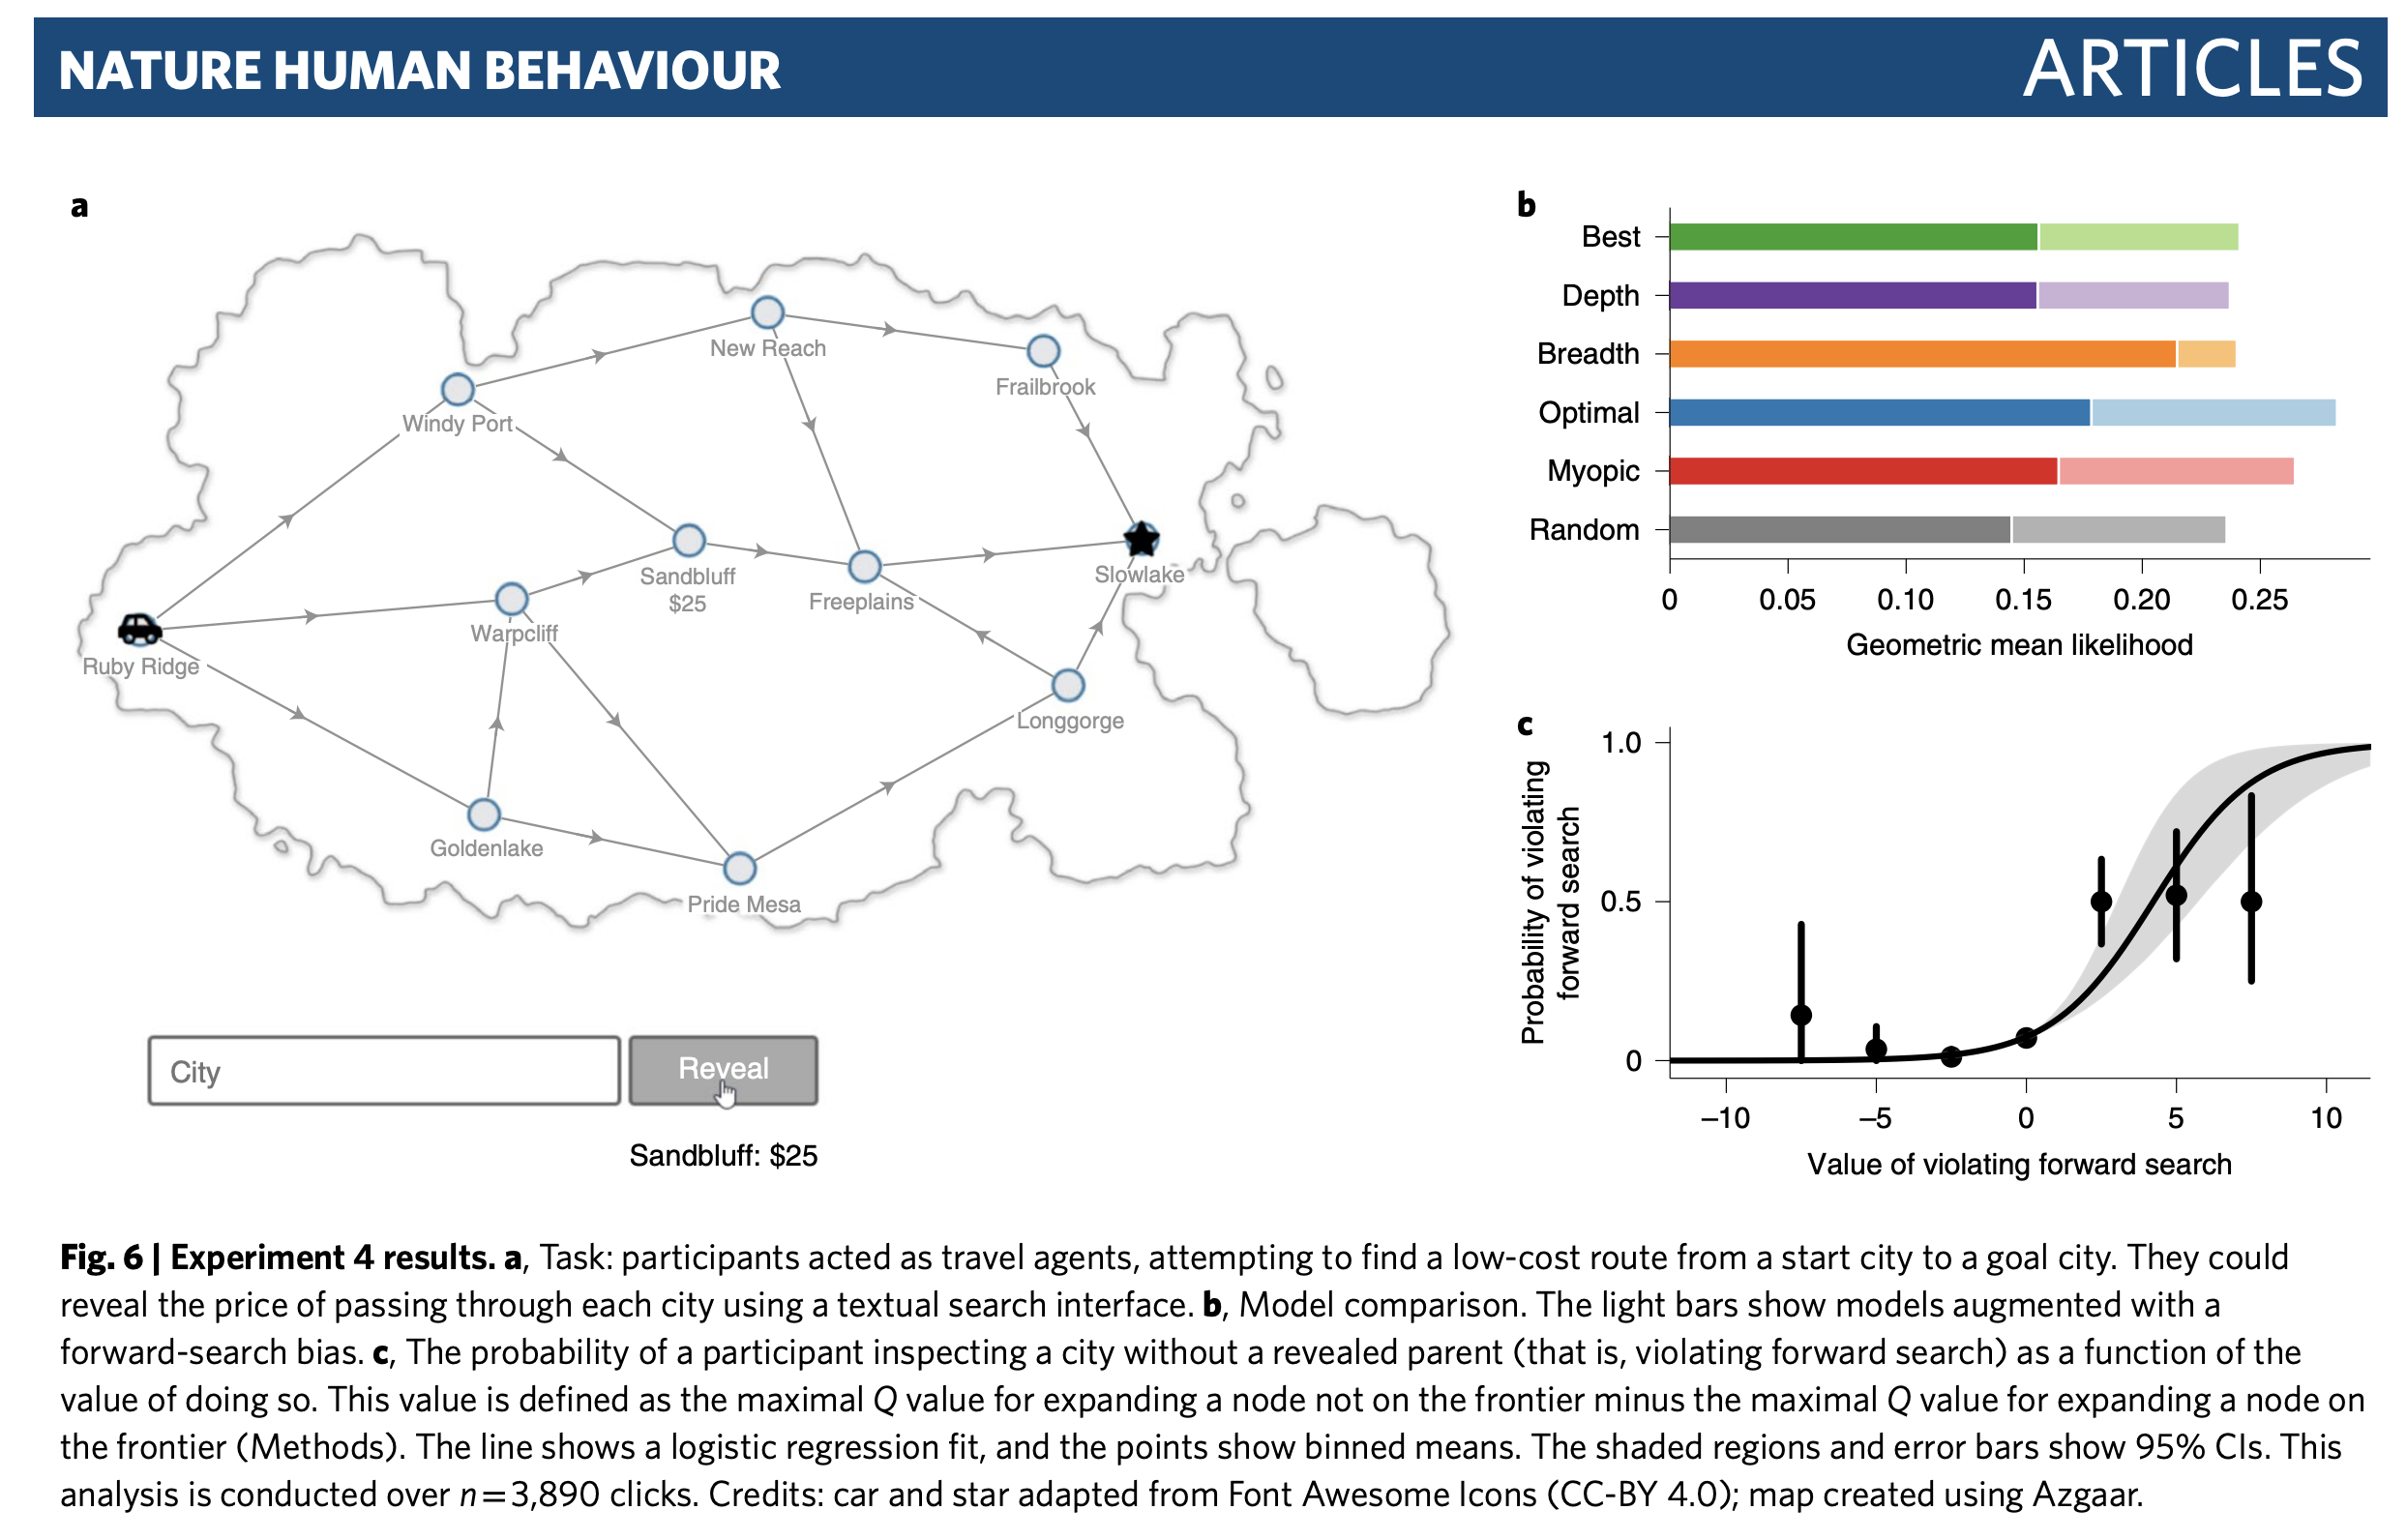 NATURE HUMAN BEHAVIOUR
ARTICLES
a
New Reach
Frailbrook
Windy Port
Sandbluff
$25
Freeplains
Slowlake
Warpcliff
Ruby Ridge
Longgorge
Goldenlake
Pride Mesa
City
Reveal
Sandbluff: $25
b
Best
Depth
Breadth
Optimal
Myopic
Random
0 0.05 0.10 0.15 0.20 0.25
Geometric mean likelihood
c
Probability of violating
forward search
1.0
0.5
0
–10 –5 0 5 10
Value of violating forward search
Fig. 6 | Experiment 4 results. a, Task: participants acted as travel agents, attempting to find a low-cost route from a start city to a goal city. They could
reveal the price of passing through each city using a textual search interface. b, Model comparison. The light bars show models augmented with a
forward-search bias. c, The probability of a participant inspecting a city without a revealed parent (that is, violating forward search) as a function of the
value of doing so. This value is defined as the maximal Q value for expanding a node not on the frontier minus the maximal Q value for expanding a node on
the frontier (Methods). The line shows a logistic regression fit, and the points show binned means. The shaded regions and error bars show 95% CIs. This
analysis is conducted over n = 3,890 clicks. Credits: car and star adapted from Font Awesome Icons (CC-BY 4.0); map created using Azgaar.